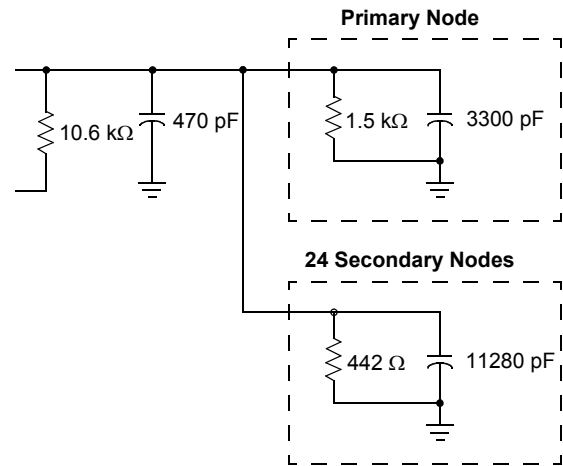 Primary Node
10.6 kΩ
470 pF
1.5 kΩ
3300 pF
24 Secondary Nodes
442 Ω
11280 pF